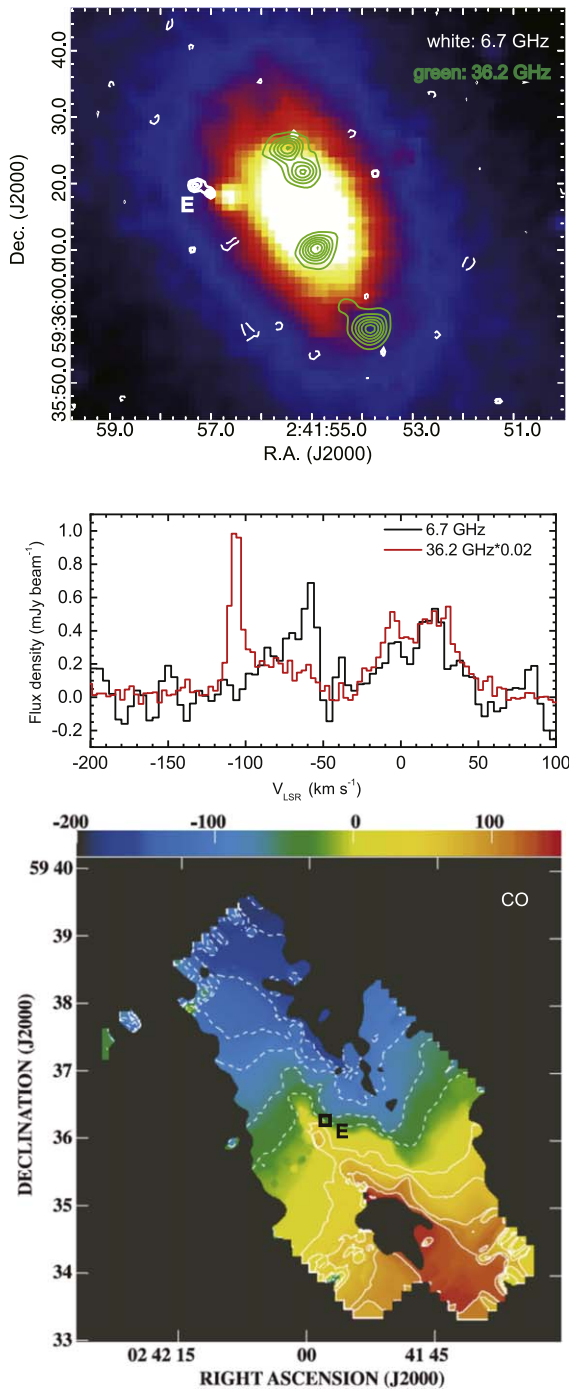 white: 6.7 GHz
green: 36.2 GHz
40.0
30.0
20.0
10.0
59:36:00.0
35:50.0
Dec. (J2000)
E
59.0 57.0 2:41:55.0 53.0 51.0
R.A. (J2000)
6.7 GHz
36.2 GHz*0.02
1.0
0.8
0.6
0.4
0.2
0.0
-0.2
Flux density (mJy beam⁻¹)
-200 -150 -100 -50 0 50 100
V_LSR (km s⁻¹)
-200 -100 0 100
59 40
39
38
37
36
35
34
33
DECLINATION (J2000)
CO
E
02 42 15 00 41 45
RIGHT ASCENSION (J2000)